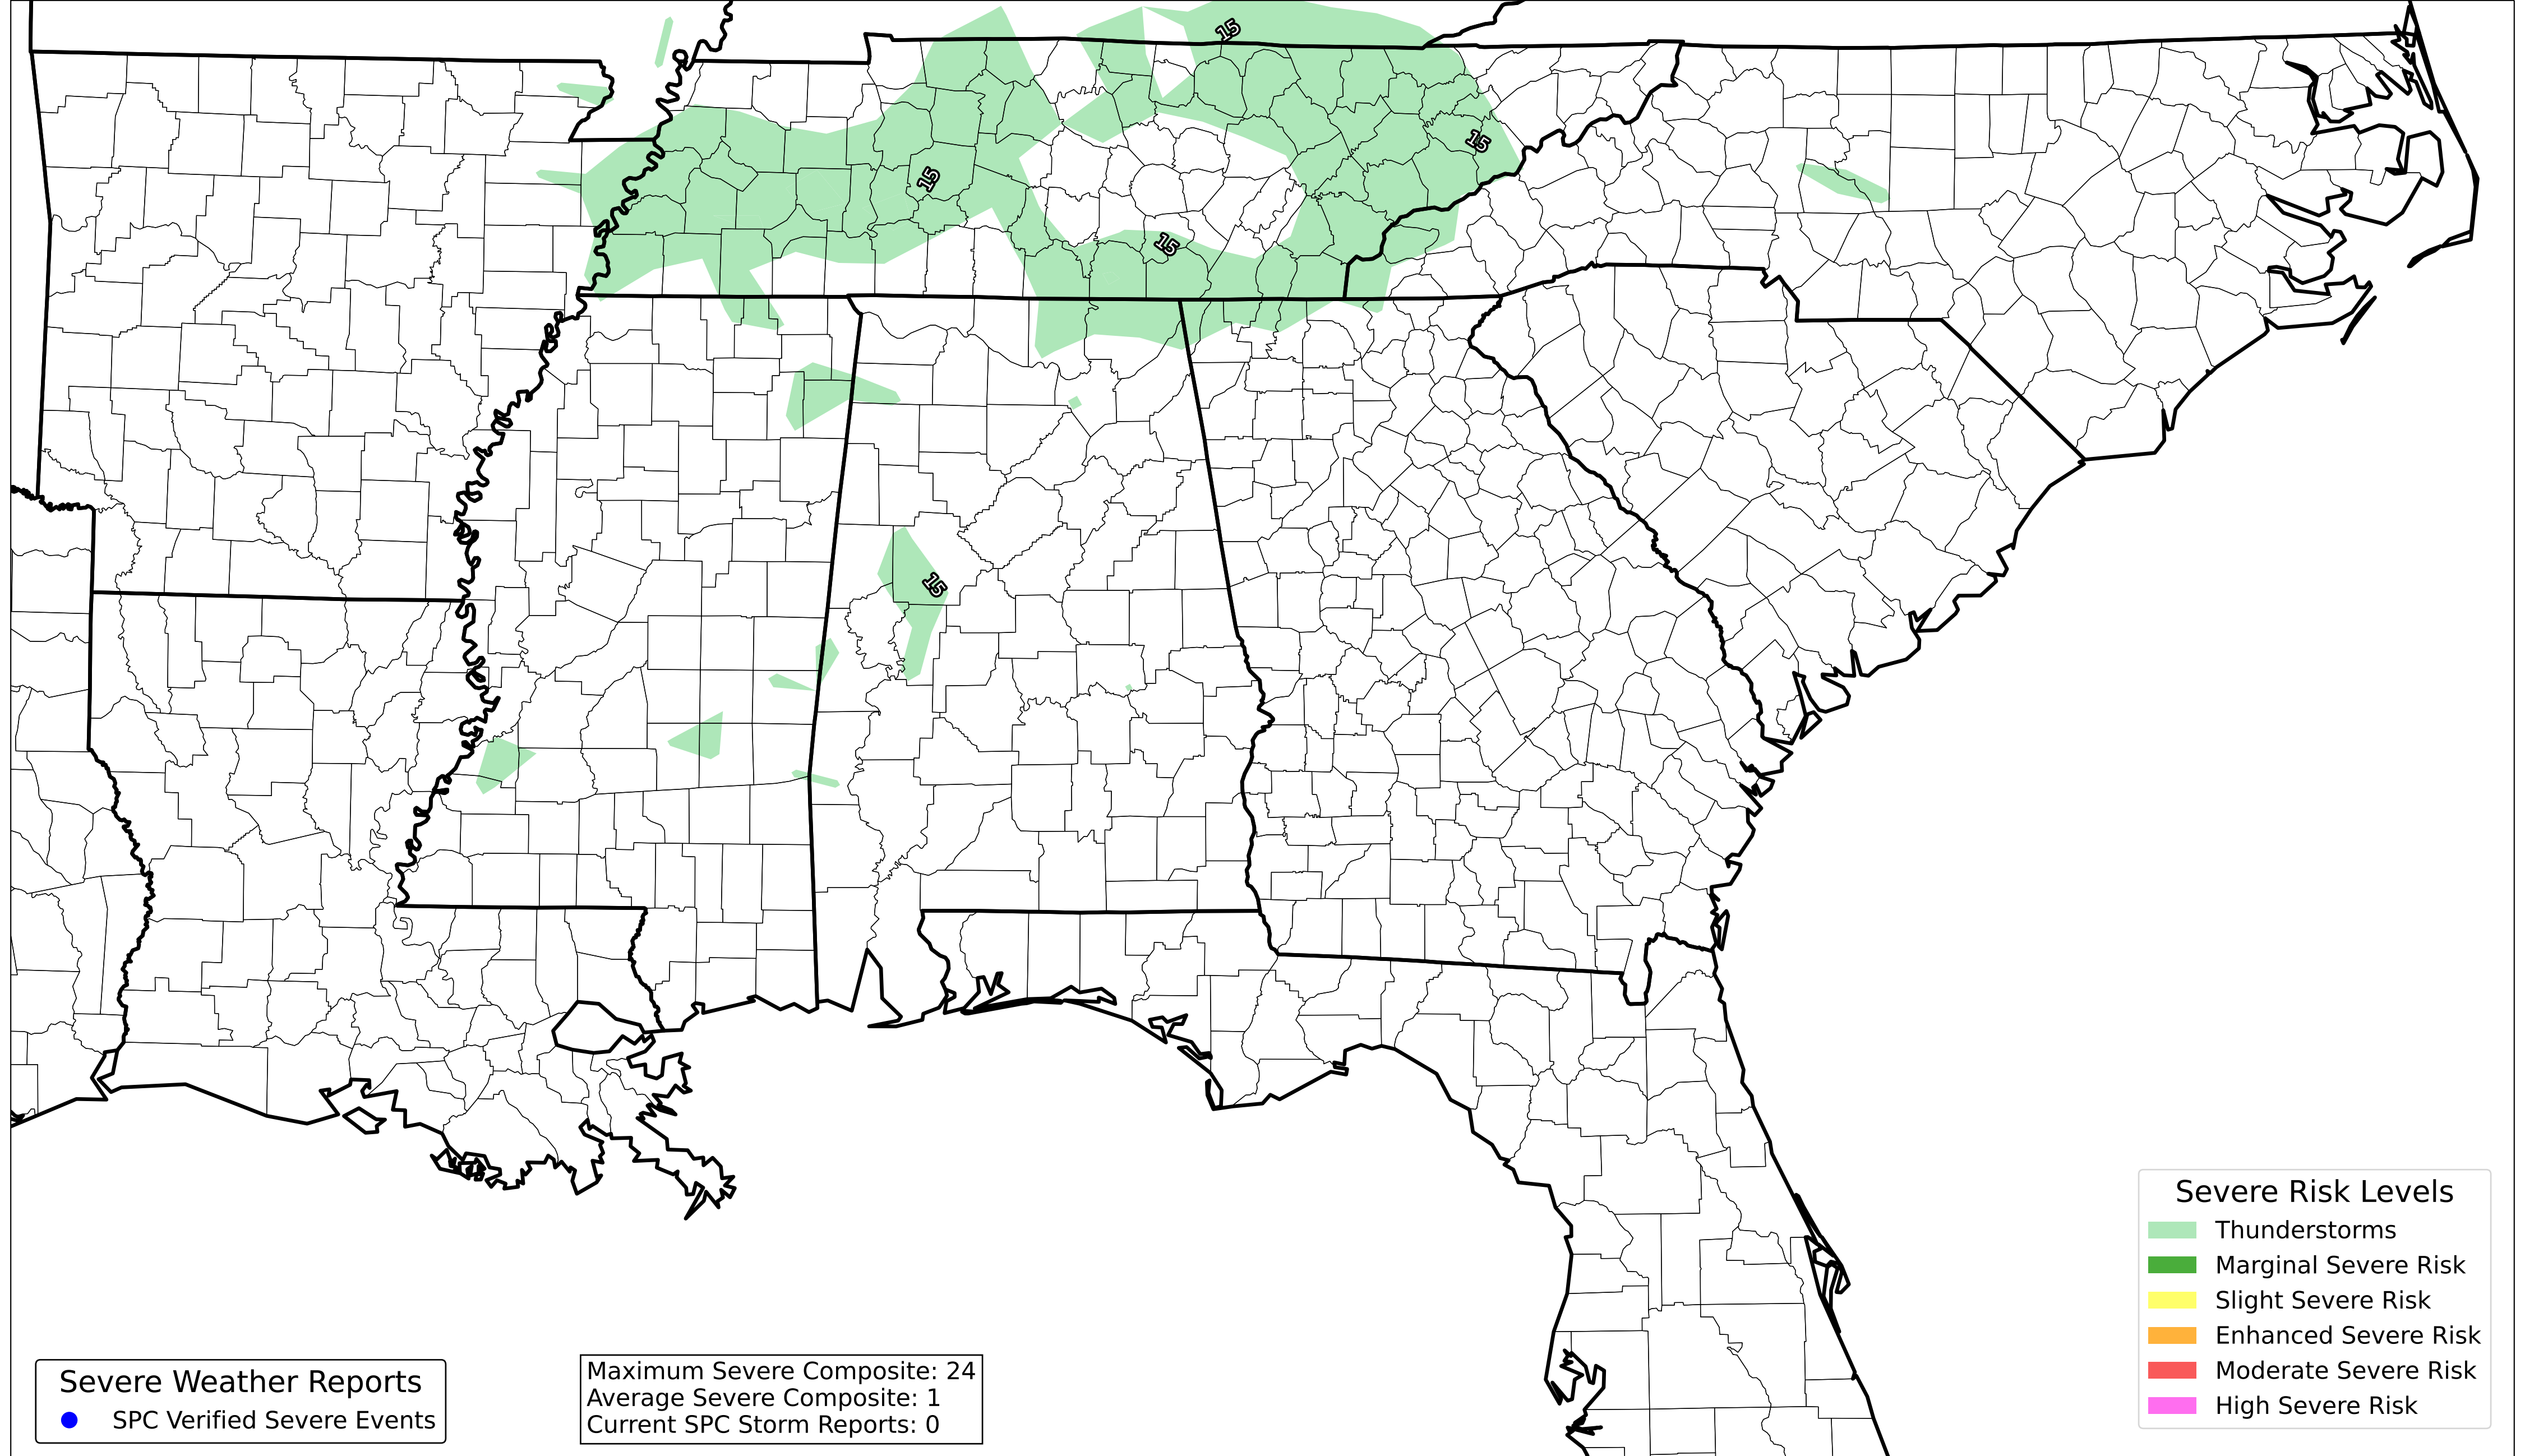 15
15
15
15
15
Severe Risk Levels
Thunderstorms
Marginal Severe Risk
Slight Severe Risk
Enhanced Severe Risk
Moderate Severe Risk
High Severe Risk
Severe Weather Reports
SPC Verified Severe Events
Maximum Severe Composite: 24
Average Severe Composite: 1
Current SPC Storm Reports: 0